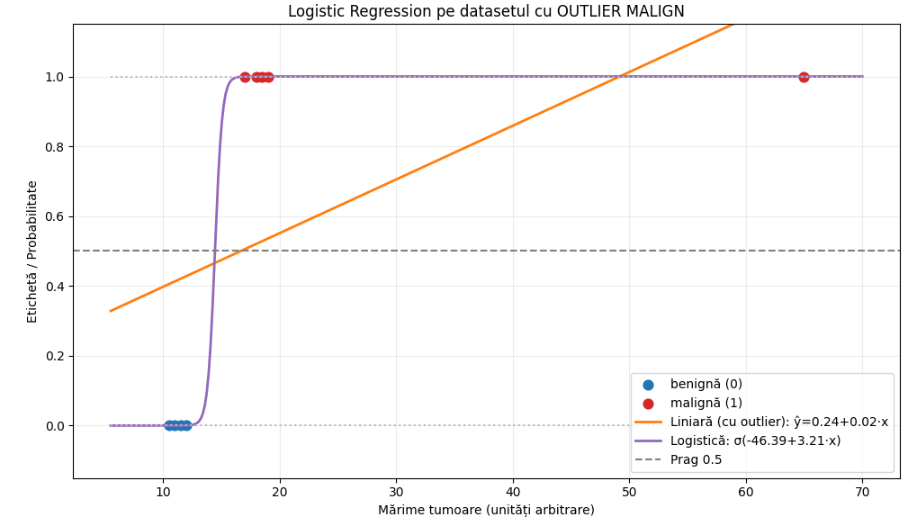 Logistic Regression pe datasetul cu OUTLIER MALIGN
Etichetă / Probabilitate
1.0
0.8
0.6
0.4
0.2
0.0
benignă (0)
malignă (1)
Liniară (cu outlier): ŷ=0.24+0.02·x
Logistică: σ(-46.39+3.21·x)
Prag 0.5
10 20 30 40 50 60 70
Mărime tumoare (unități arbitrare)